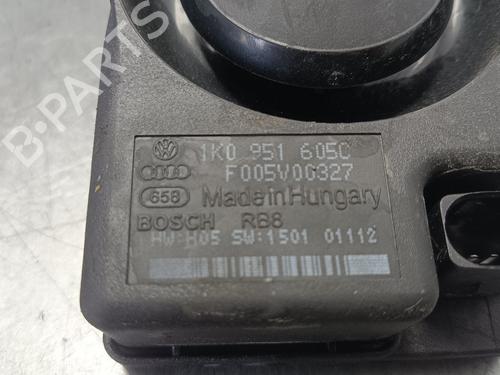 B-PARTS
1K0 951 605C
F005V00327
658 Made in Hungary
BOSCH RB8
HW:H05 SW:1501 01112